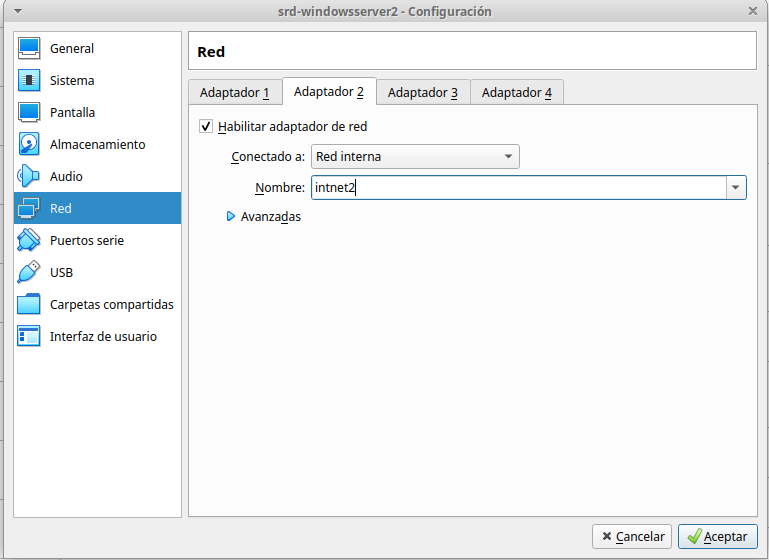 srd-windowsserver2 - Configuración
General
Sistema
Pantalla
Almacenamiento
Audio
Red
Puertos serie
USB
Carpetas compartidas
Interfaz de usuario
Red
Adaptador 1 Adaptador 2 Adaptador 3 Adaptador 4
Habilitar adaptador de red
Conectado a: Red interna
Nombre: intnet2
Avanzadas
Cancelar Aceptar